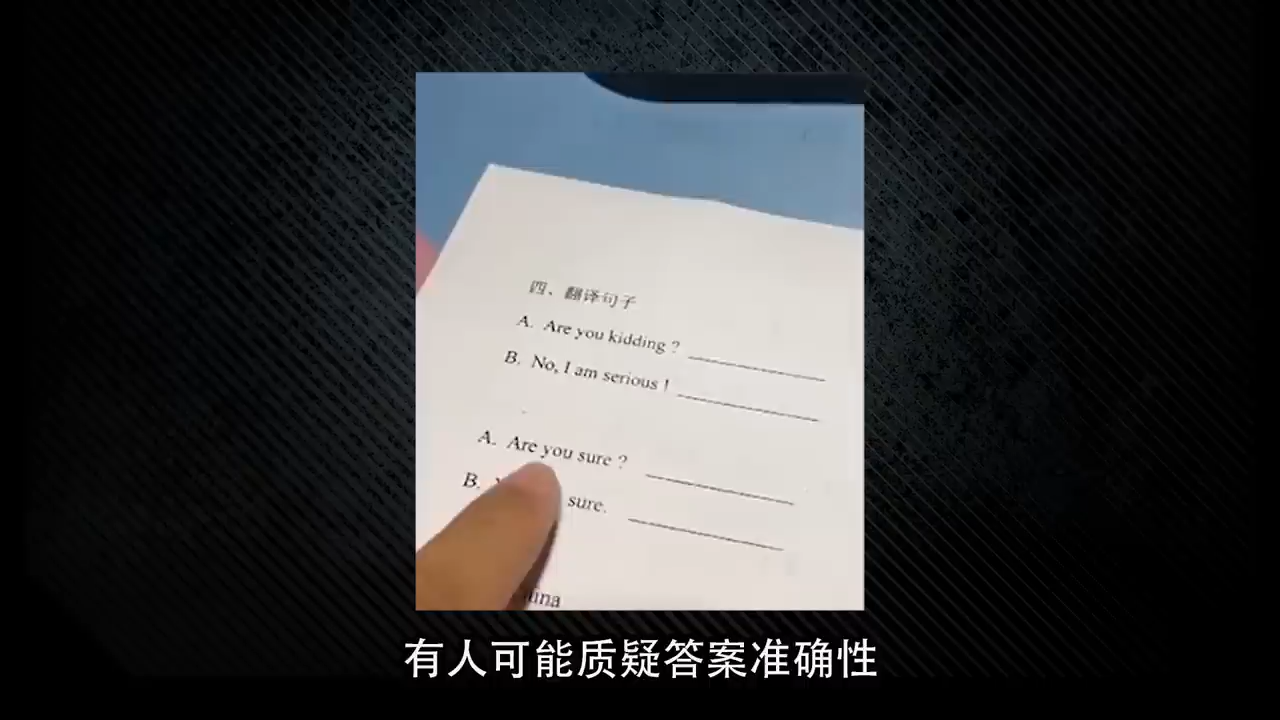 四、翻译句子
A. Are you kidding ?
B. No, I am serious !
A. Are you sure ?
B. sure.
有人可能质疑答案准确性